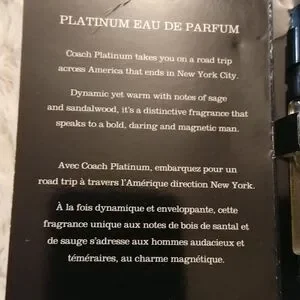 PLATINUM EAU DE PARFUM
Coach Platinum takes you on a road trip
across America that ends in New York City.
Dynamic yet warm with notes of sage
and sandalwood, it's a distinctive fragrance that
speaks to a bold, daring and magnetic man.
Avec Coach Platinum, embarquez pour un
road trip à travers l'Amérique direction New York.
À la fois dynamique et enveloppante, cette
fragrance unique aux notes de bois de santal et
de sauge s'adresse aux hommes audacieux et
téméraires, au charme magnétique.